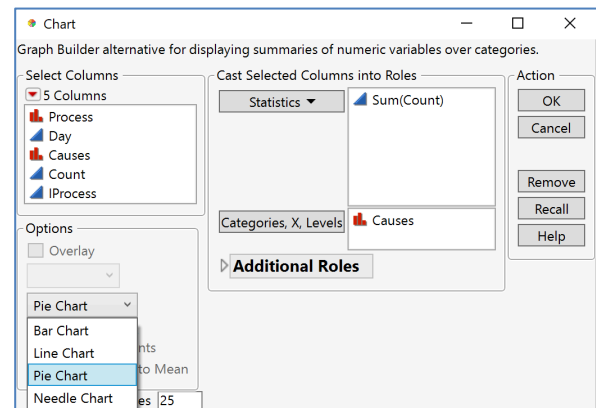 Chart
Graph Builder alternative for displaying summaries of numeric variables over categories.
Select Columns
5 Columns
Process
Day
Causes
Count
IProcess
Options
Overlay
Pie Chart
Bar Chart
Line Chart
Pie Chart
Needle Chart
nts
to Mean
es 25
Cast Selected Columns into Roles
Statistics
Sum(Count)
Categories, X, Levels
Causes
Additional Roles
Action
OK
Cancel
Remove
Recall
Help